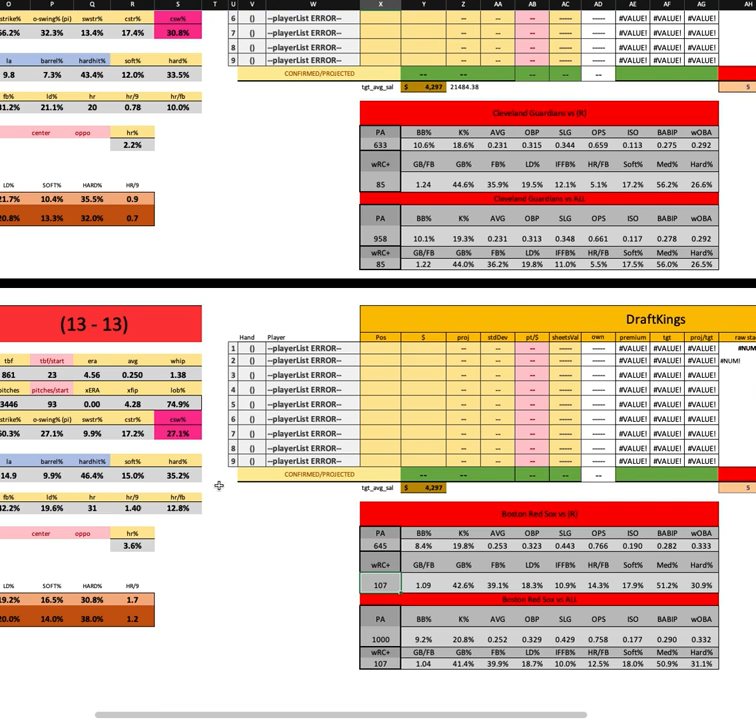 O P Q R S T U V W X Y Z AA AB AC AD AE AF AG AH
strike% o-swing% (pi) swstr% cstr% csw% 6 () --playerList ERROR-- -- -- -- ----- ----- #VALUE! #VALUE! #VALUE!
66.2% 32.3% 13.4% 17.4% 30.8% 7 () --playerList ERROR-- -- -- -- ----- ----- #VALUE! #VALUE! #VALUE!
8 () --playerList ERROR-- -- -- -- ----- ----- #VALUE! #VALUE! #VALUE!
la barrel% hardhit% soft% hard% 9 () --playerList ERROR-- -- -- -- ----- ----- #VALUE! #VALUE! #VALUE!
9.8 7.3% 43.4% 12.0% 33.5% CONFIRMED/PROJECTED -- -- -- -- --
tgt_avg_sal $ 4,297 21484.38 5
fb% ld% hr hr/9 hr/fb
31.2% 21.1% 20 0.78 10.0%
Cleveland Guardians vs (R)
center oppo hr% PA BB% K% AVG OBP SLG OPS ISO BABIP wOBA
2.2% 633 10.6% 18.6% 0.231 0.315 0.344 0.659 0.113 0.275 0.292
wRC+ GB/FB GB% FB% LD% IFFB% HR/FB Soft% Med% Hard%
LD% SOFT% HARD% HR/9 85 1.24 44.6% 35.9% 19.5% 12.1% 5.1% 17.2% 56.2% 26.6%
21.7% 10.4% 35.5% 0.9 Cleveland Guardians vs ALL
20.8% 13.3% 32.0% 0.7 PA BB% K% AVG OBP SLG OPS ISO BABIP wOBA
958 10.1% 19.3% 0.231 0.313 0.348 0.661 0.117 0.278 0.292
wRC+ GB/FB GB% FB% LD% IFFB% HR/FB Soft% Med% Hard%
85 1.22 44.0% 36.2% 19.8% 11.0% 5.5% 17.5% 56.0% 26.5%
(13 - 13) DraftKings
Hand Player Pos $ proj stdDev pt/$ sheetsVal own premium tgt proj/tgt raw sta
1 () --playerList ERROR-- -- -- -- ----- ----- #VALUE! #VALUE! #VALUE! #NUM
tbf tbf/start era avg whip 2 () --playerList ERROR-- -- -- -- ----- ----- #VALUE! #VALUE! #VALUE! #NUM!
861 23 4.56 0.250 1.38 3 () --playerList ERROR-- -- -- -- ----- ----- #VALUE! #VALUE! #VALUE!
pitches pitches/start xERA xfip lob% 4 () --playerList ERROR-- -- -- -- ----- ----- #VALUE! #VALUE! #VALUE!
3446 93 0.00 4.28 74.9% 5 () --playerList ERROR-- -- -- -- ----- ----- #VALUE! #VALUE! #VALUE!
strike% o-swing% (pi) swstr% cstr% csw% 6 () --playerList ERROR-- -- -- -- ----- ----- #VALUE! #VALUE! #VALUE!
60.3% 27.1% 9.9% 17.2% 27.1% 7 () --playerList ERROR-- -- -- -- ----- ----- #VALUE! #VALUE! #VALUE!
8 () --playerList ERROR-- -- -- -- ----- ----- #VALUE! #VALUE! #VALUE!
la barrel% hardhit% soft% hard% 9 () --playerList ERROR-- -- -- -- ----- ----- #VALUE! #VALUE! #VALUE!
14.9 9.9% 46.4% 15.0% 35.2% CONFIRMED/PROJECTED -- -- -- -- --
tgt_avg_sal $ 4,297 5
fb% ld% hr hr/9 hr/fb
42.2% 19.6% 31 1.40 12.8%
Boston Red Sox vs (R)
center oppo hr% PA BB% K% AVG OBP SLG OPS ISO BABIP wOBA
3.6% 645 8.4% 19.8% 0.253 0.323 0.443 0.766 0.190 0.282 0.333
wRC+ GB/FB GB% FB% LD% IFFB% HR/FB Soft% Med% Hard%
LD% SOFT% HARD% HR/9 107 1.09 42.6% 39.1% 18.3% 10.9% 14.3% 17.9% 51.2% 30.9%
19.2% 16.5% 30.8% 1.7 Boston Red Sox vs ALL
20.0% 14.0% 38.0% 1.2 PA BB% K% AVG OBP SLG OPS ISO BABIP wOBA
1000 9.2% 20.8% 0.252 0.329 0.429 0.758 0.177 0.290 0.332
wRC+ GB/FB GB% FB% LD% IFFB% HR/FB Soft% Med% Hard%
107 1.04 41.4% 39.9% 18.7% 10.0% 12.5% 18.0% 50.9% 31.1%